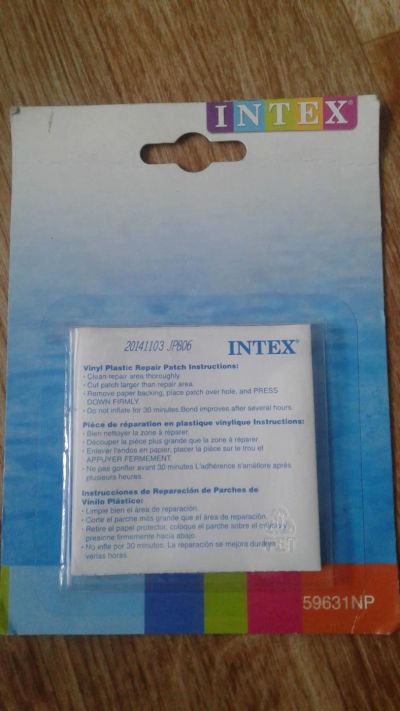 INTEX®
20141103 JPB06
INTEX®
Vinyl Plastic Repair Patch Instructions:
· Clean repair area thoroughly.
· Cut patch larger than repair area.
· Remove paper backing, place patch over hole, and PRESS
DOWN FIRMLY.
· Do not inflate for 30 minutes. Bond improves after several hours.
Pièce de réparation en plastique vinylique Instructions:
· Bien nettoyer la zone à réparer.
· Découper la pièce plus grande que la zone à réparer.
· Enlever l'endos en papier, placer la pièce sur le trou et
APPUYER FERMEMENT.
· Ne pas gonfler avant 30 minutes L'adhérence s'améliore après
plusieurs heures.
Instrucciones de Reparación de Parches de
Vinilo Plástico:
· Limpie bien el área de reparación.
· Corte el parche más grande que el área de reparación.
· Retire el papel protector, coloque el parche sobre el orificio y
presione firmemente hacia abajo.
· No infle por 30 minutos. La reparación se mejora durante
varias horas.
59631NP